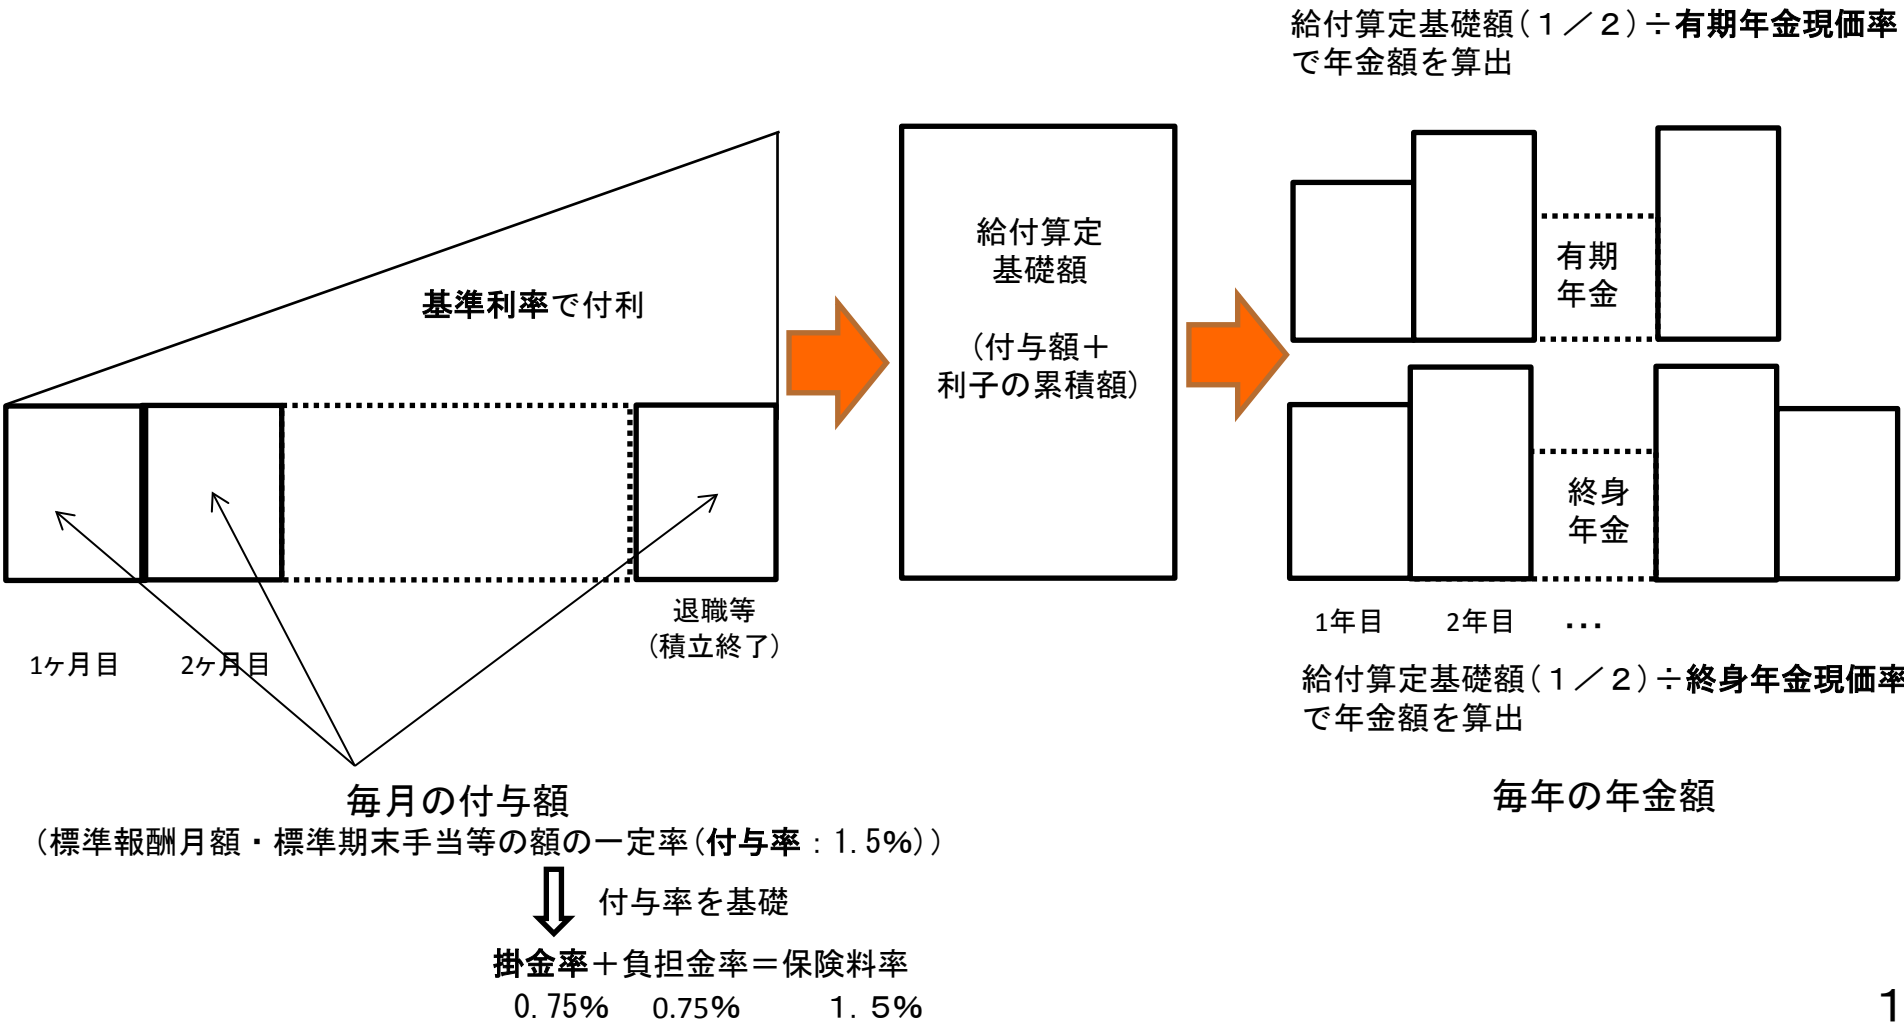 給付算定基礎額(1/2)÷有期年金現価率
で年金額を算出
基準利率で付利
給付算定
基礎額
(付与額+
利子の累積額)
有期
年金
終身
年金
1ヶ月目
2ヶ月目
退職等
(積立終了)
1年目
2年目
・・・
給付算定基礎額(1/2)÷終身年金現価率
で年金額を算出
毎月の付与額
(標準報酬月額・標準期末手当等の額の一定率(付与率:1.5%))
毎年の年金額
付与率を基礎
掛金率+負担金率=保険料率
0.75% 0.75% 1.5%
1